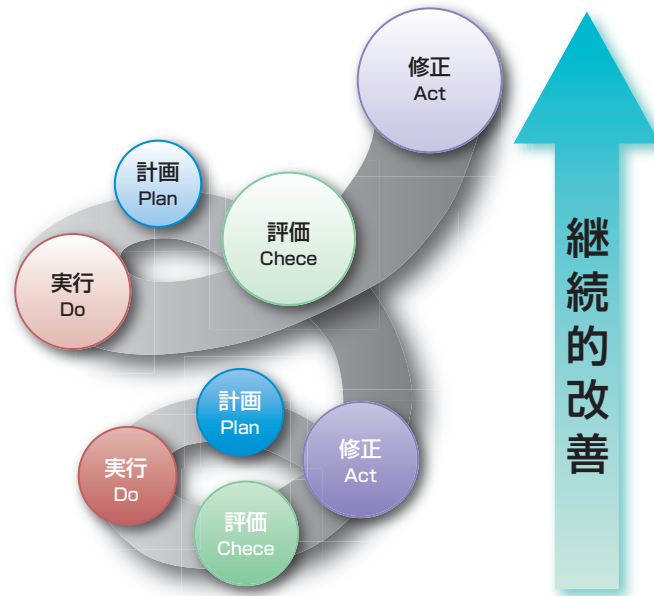 修正
Act
計画
Plan
評価
Chece
実行
Do
計画
Plan
修正
Act
実行
Do
評価
Chece
継続的改善